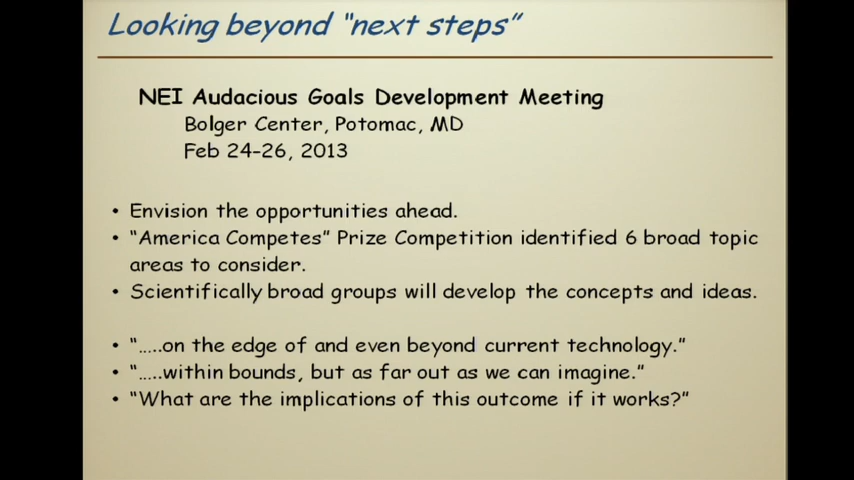 Looking beyond “next steps”
NEI Audacious Goals Development Meeting
Bolger Center, Potomac, MD
Feb 24-26, 2013
• Envision the opportunities ahead.
• “America Competes” Prize Competition identified 6 broad topic
areas to consider.
• Scientifically broad groups will develop the concepts and ideas.
• “…..on the edge of and even beyond current technology.”
• “…..within bounds, but as far out as we can imagine.”
• “What are the implications of this outcome if it works?”